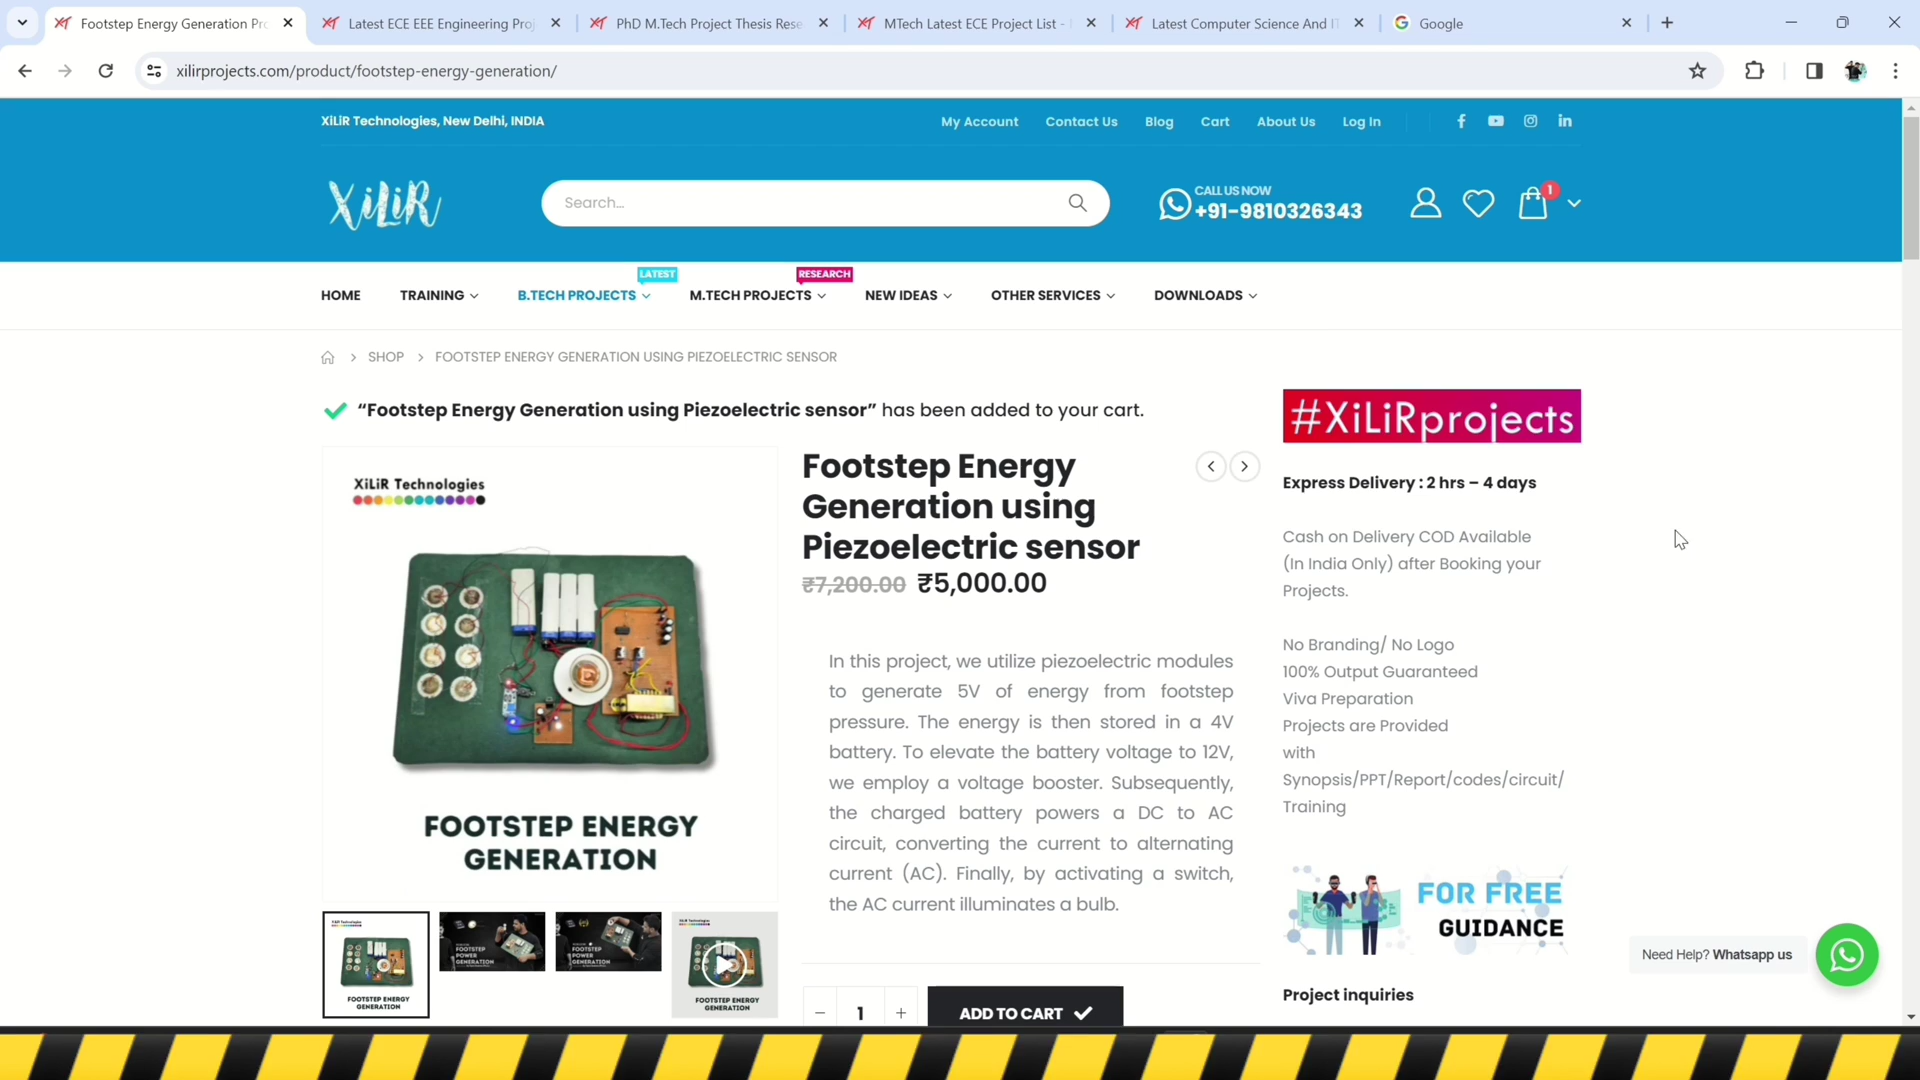 Footstep Energy Generation Pro
Latest ECE EEE Engineering Proj
PhD M.Tech Project Thesis Rese
MTech Latest ECE Project List -
Latest Computer Science And IT
Google
xilirprojects.com/product/footstep-energy-generation/
XiLiR Technologies, New Delhi, INDIA
My Account
Contact Us
Blog
Cart
About Us
Log In
XiLiR
Search...
CALL US NOW
+91-9810326343
1
LATEST
RESEARCH
HOME
TRAINING
B.TECH PROJECTS
M.TECH PROJECTS
NEW IDEAS
OTHER SERVICES
DOWNLOADS
SHOP
FOOTSTEP ENERGY GENERATION USING PIEZOELECTRIC SENSOR
“Footstep Energy Generation using Piezoelectric sensor” has been added to your cart.
XiLiR Technologies
FOOTSTEP ENERGY
GENERATION
Footstep Energy
Generation using
Piezoelectric sensor
₹7,200.00 ₹5,000.00
In this project, we utilize piezoelectric modules
to generate 5V of energy from footstep
pressure. The energy is then stored in a 4V
battery. To elevate the battery voltage to 12V,
we employ a voltage booster. Subsequently,
the charged battery powers a DC to AC
circuit, converting the current to alternating
current (AC). Finally, by activating a switch,
the AC current illuminates a bulb.
− 1 +
ADD TO CART
#XiLiRprojects
Express Delivery : 2 hrs – 4 days
Cash on Delivery COD Available
(In India Only) after Booking your
Projects.
No Branding/ No Logo
100% Output Guaranteed
Viva Preparation
Projects are Provided
with
Synopsis/PPT/Report/codes/circuit/
Training
FOR FREE
GUIDANCE
Project inquiries
Need Help? Whatsapp us
XiLiR Technologies
FOOTSTEP ENERGY
GENERATION
FOOTSTEP
POWER
GENERATION
FOOTSTEP
POWER
GENERATION
XiLiR Technologies
FOOTSTEP ENERGY
GENERATION